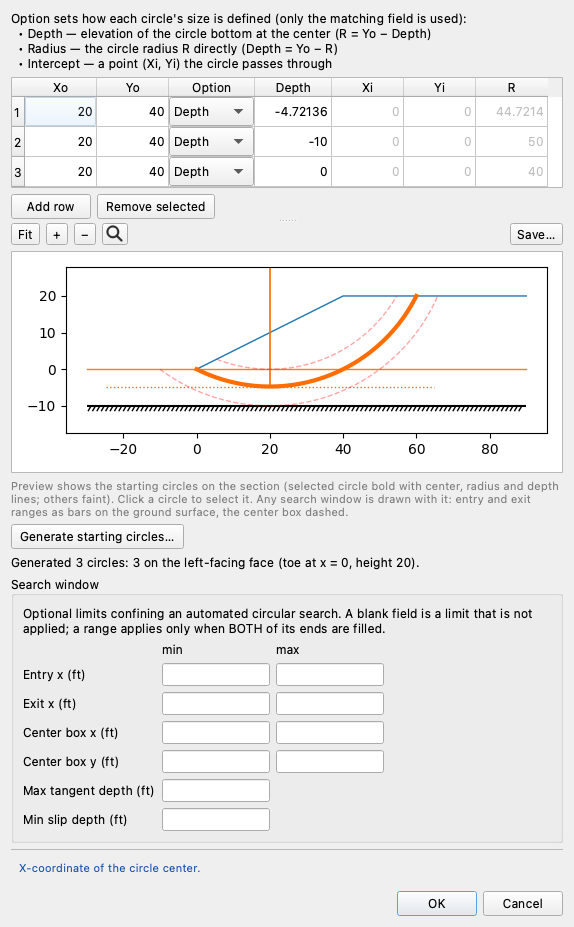 Option sets how each circle's size is defined (only the matching field is used):
• Depth — elevation of the circle bottom at the center (R = Yo − Depth)
• Radius — the circle radius R directly (Depth = Yo − R)
• Intercept — a point (Xi, Yi) the circle passes through
Xo Yo Option Depth Xi Yi R
1 20 40 Depth -4.72136 0 0 44.7214
2 20 40 Depth -10 0 0 50
3 20 40 Depth 0 0 0 40
Add row Remove selected
Fit + − Save...
20
10
0
−10
−20 0 20 40 60 80
Preview shows the starting circles on the section (selected circle bold with center, radius and depth
lines; others faint). Click a circle to select it. Any search window is drawn with it: entry and exit
ranges as bars on the ground surface, the center box dashed.
Generate starting circles...
Generated 3 circles: 3 on the left-facing face (toe at x = 0, height 20).
Search window
Optional limits confining an automated circular search. A blank field is a limit that is not
applied; a range applies only when BOTH of its ends are filled.
min max
Entry x (ft)
Exit x (ft)
Center box x (ft)
Center box y (ft)
Max tangent depth (ft)
Min slip depth (ft)
X-coordinate of the circle center.
OK Cancel